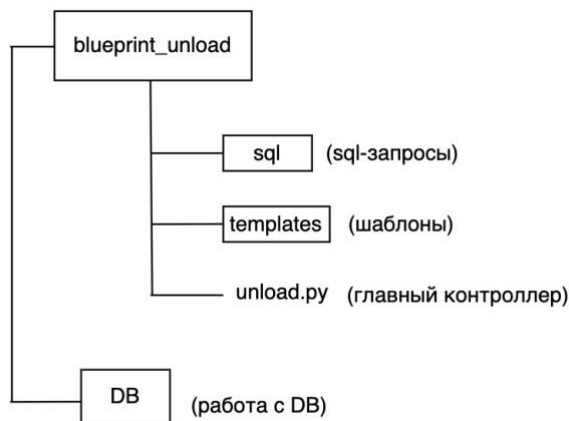 blueprint_unload
sql (sql-запросы)
templates (шаблоны)
unload.py (главный контроллер)
DB (работа с DB)